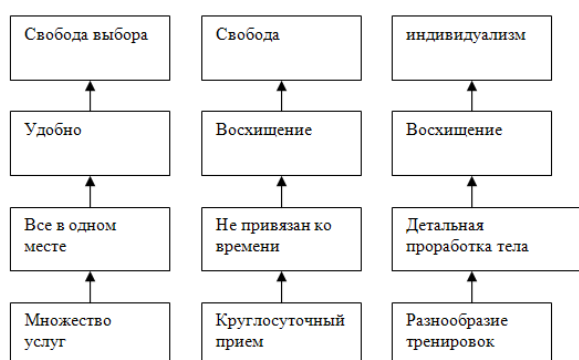 Свобода выбора
Свобода
индивидуализм
Удобно
Восхищение
Восхищение
Все в одном
месте
Не привязан ко
времени
Детальная
проработка тела
Множество
услуг
Круглосуточный
прием
Разнообразие
тренировок